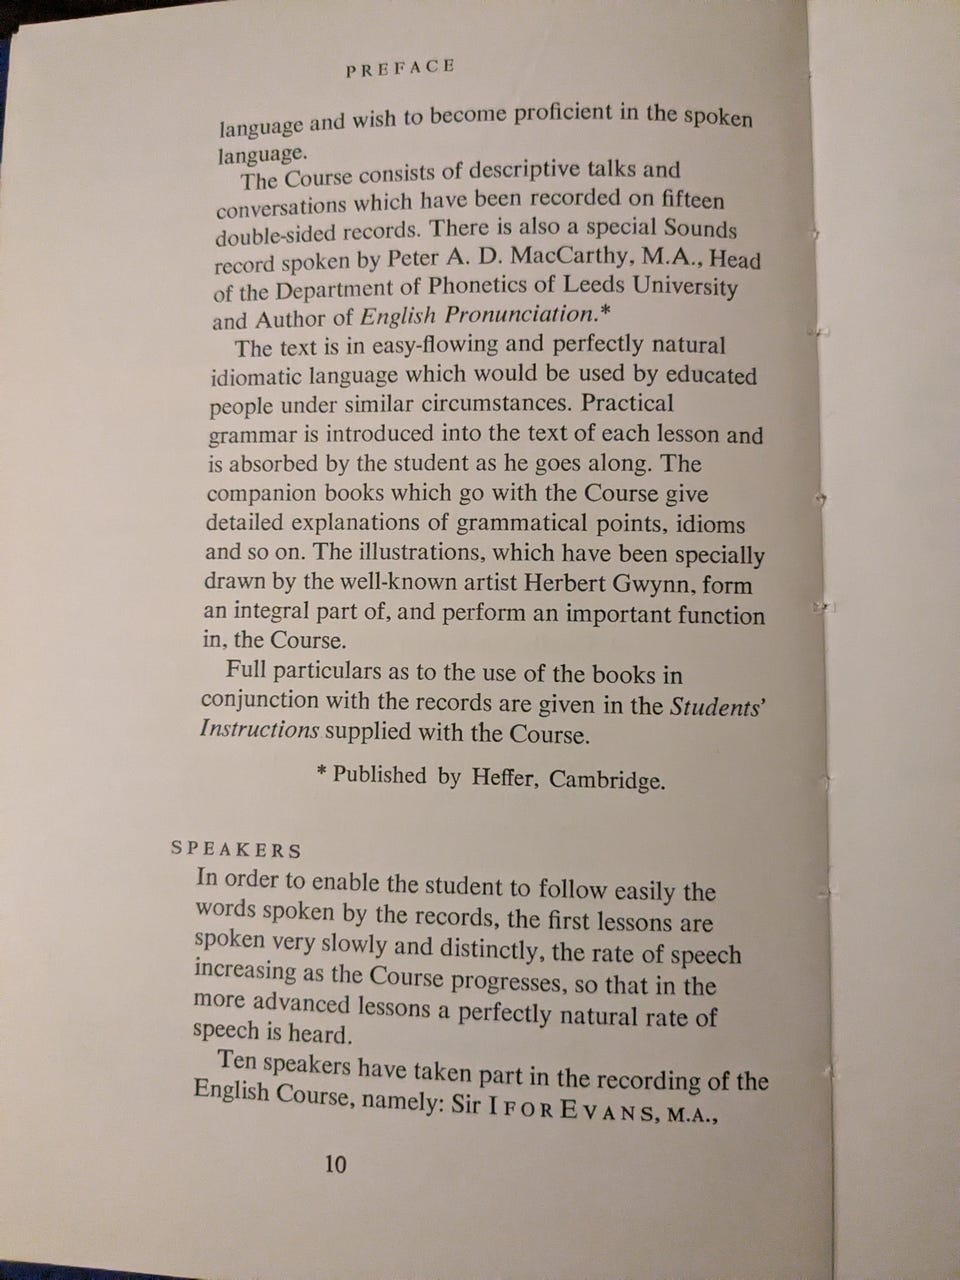 PREFACE
language and wish to become proficient in the spoken
language.
The Course consists of descriptive talks and
conversations which have been recorded on fifteen
double-sided records. There is also a special Sounds
record spoken by Peter A. D. MacCarthy, M.A., Head
of the Department of Phonetics of Leeds University
and Author of English Pronunciation.*
The text is in easy-flowing and perfectly natural
idiomatic language which would be used by educated
people under similar circumstances. Practical
grammar is introduced into the text of each lesson and
is absorbed by the student as he goes along. The
companion books which go with the Course give
detailed explanations of grammatical points, idioms
and so on. The illustrations, which have been specially
drawn by the well-known artist Herbert Gwynn, form
an integral part of, and perform an important function
in, the Course.
Full particulars as to the use of the books in
conjunction with the records are given in the Students'
Instructions supplied with the Course.
* Published by Heffer, Cambridge.
SPEAKERS
In order to enable the student to follow easily the
words spoken by the records, the first lessons are
spoken very slowly and distinctly, the rate of speech
increasing as the Course progresses, so that in the
more advanced lessons a perfectly natural rate of
speech is heard.
Ten speakers have taken part in the recording of the
English Course, namely: Sir IFOR EVANS, M.A.,
10